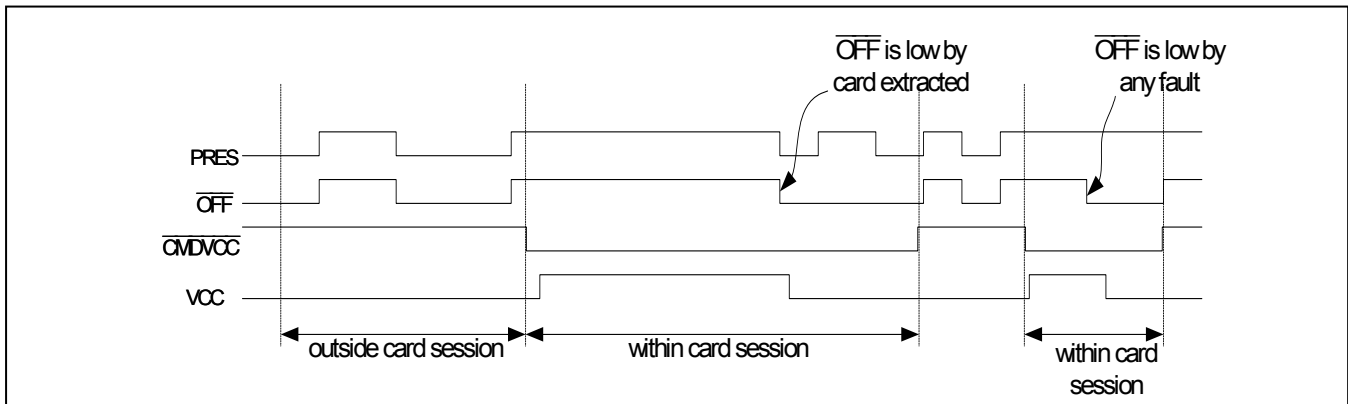 OFF is low by
card extracted
OFF is low by
any fault
PRES
OFF
CMDVCC
VCC
outside card session
within card session
within card
session